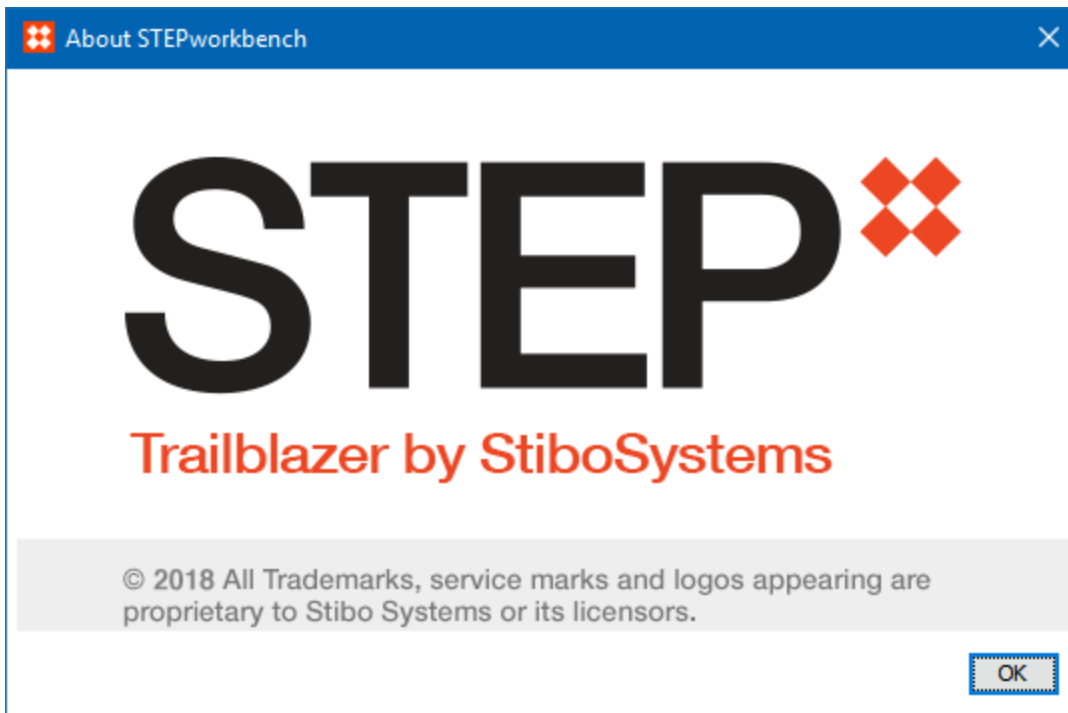 About STEPworkbench
STEP
Trailblazer by StiboSystems
© 2018 All Trademarks, service marks and logos appearing are
proprietary to Stibo Systems or its licensors.
OK